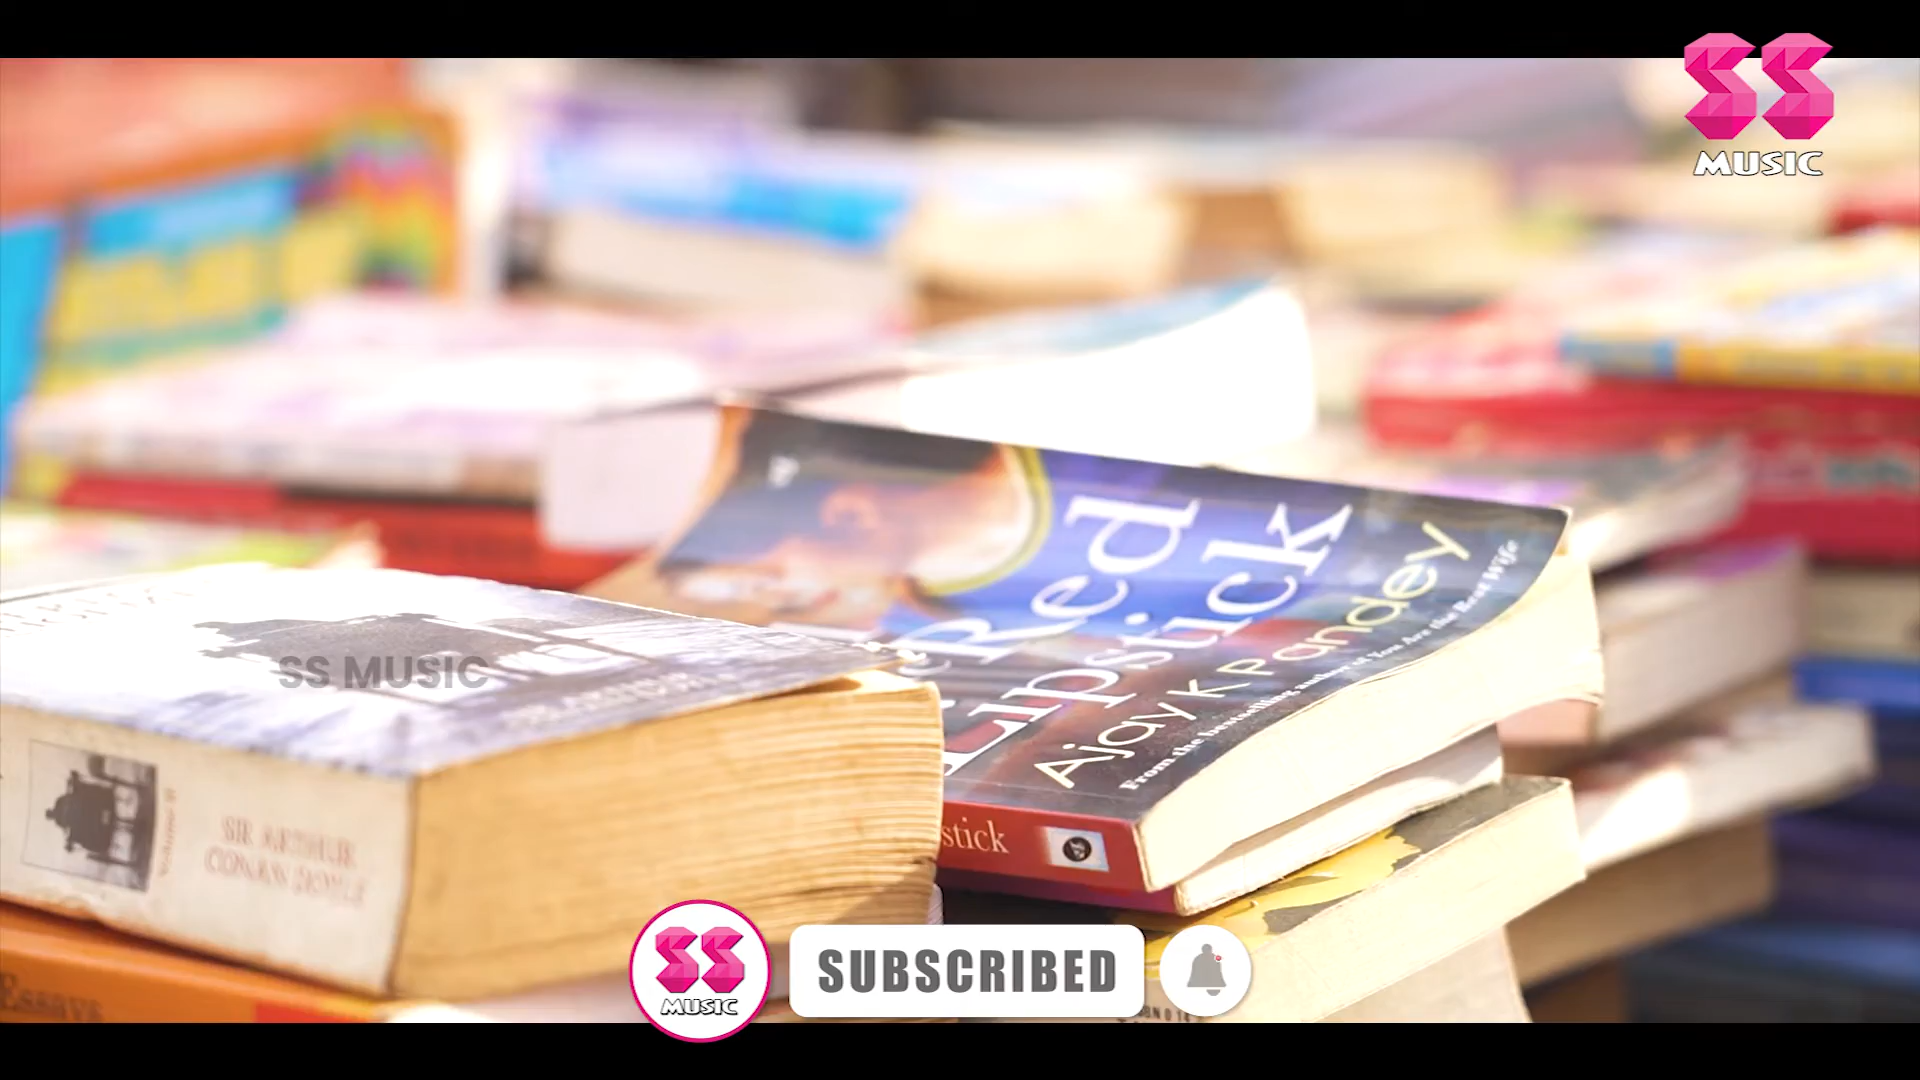 SS
MUSIC
Red
Lipstick
Ajay K Pandey
From the bestselling author of You Are the Best Wife
SS MUSIC
stick
SIR ARTHUR
CONAN DOYLE
Essays
SS
MUSIC
SUBSCRIBED